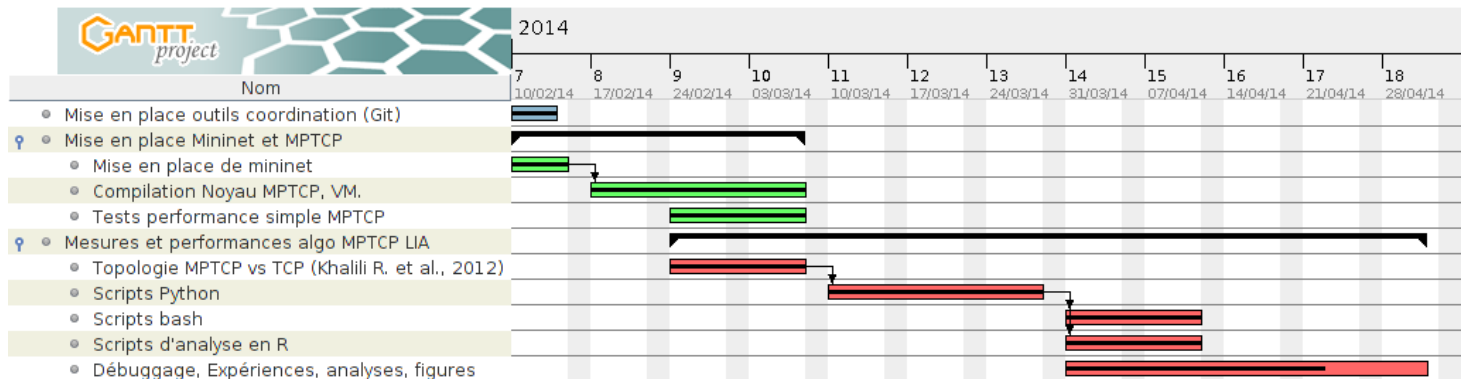 GANTT
project
2014
Nom
7 8 9 10 11 12 13 14 15 16 17 18
10/02/14 17/02/14 24/02/14 03/03/14 10/03/14 17/03/14 24/03/14 31/03/14 07/04/14 14/04/14 21/04/14 28/04/14
Mise en place outils coordination (Git)
Mise en place Mininet et MPTCP
Mise en place de mininet
Compilation Noyau MPTCP, VM.
Tests performance simple MPTCP
Mesures et performances algo MPTCP LIA
Topologie MPTCP vs TCP (Khalili R. et al., 2012)
Scripts Python
Scripts bash
Scripts d'analyse en R
Débuggage, Expériences, analyses, figures